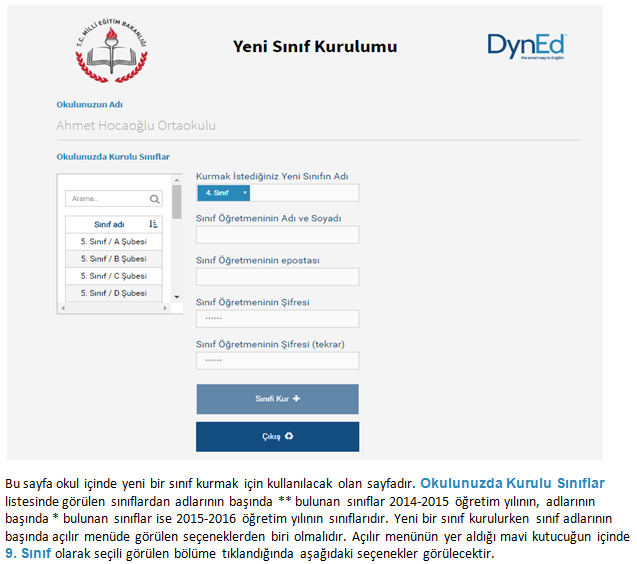 T.C. MİLLÎ EĞİTİM BAKANLIĞI
Yeni Sınıf Kurulumu
DynEd
the smart way to English
Okulunuzun Adı
Ahmet Hocaoğlu Ortaokulu
Okulunuzda Kurulu Sınıflar
Arama..
Sınıf adı
5. Sınıf / A Şubesi
5. Sınıf / B Şubesi
5. Sınıf / C Şubesi
5. Sınıf / D Şubesi
Kurmak İstediğiniz Yeni Sınıfın Adı
4. Sınıf
Sınıf Öğretmeninin Adı ve Soyadı
Sınıf Öğretmeninin epostası
Sınıf Öğretmeninin Şifresi
••••••
Sınıf Öğretmeninin Şifresi (tekrar)
••••••
Sınıfı Kur
Çıkış
Bu sayfa okul içinde yeni bir sınıf kurmak için kullanılacak olan sayfadır. Okulunuzda Kurulu Sınıflar
listesinde görülen sınıflardan adlarının başında ** bulunan sınıflar 2014-2015 öğretim yılının, adlarının
başında * bulunan sınıflar ise 2015-2016 öğretim yılının sınıflarıdır. Yeni bir sınıf kurulurken sınıf adlarının
başında açılır menüde görülen seçeneklerden biri olmalıdır. Açılır menünün yer aldığı mavi kutucuğun içinde
9. Sınıf olarak seçili görülen bölüme tıklandığında aşağıdaki seçenekler görülecektir.